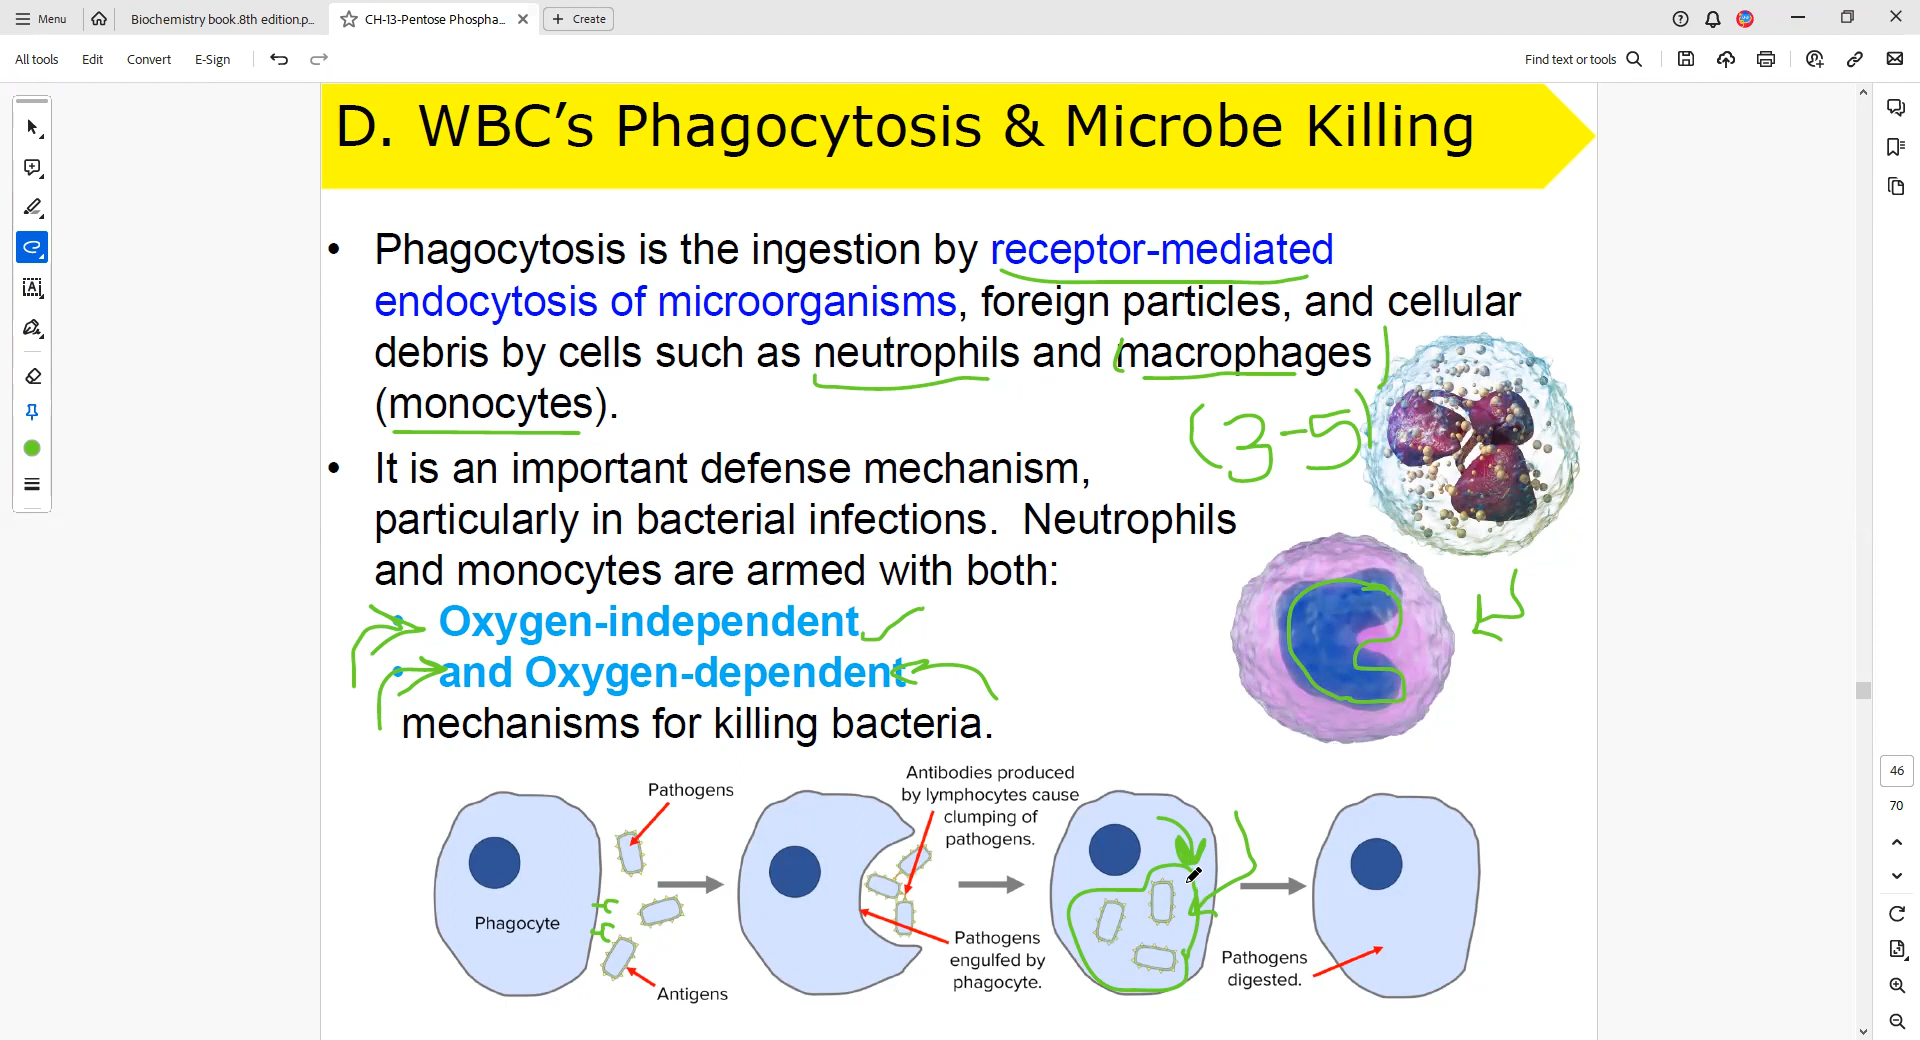 Menu
Biochemistry book.8th edition.p...
CH-13-Pentose Phospha...
Create
All tools
Edit
Convert
E-Sign
Find text or tools
D. WBC’s Phagocytosis & Microbe Killing
• Phagocytosis is the ingestion by receptor-mediated
endocytosis of microorganisms, foreign particles, and cellular
debris by cells such as neutrophils and macrophages
(monocytes).
(3-5)
• It is an important defense mechanism,
particularly in bacterial infections. Neutrophils
and monocytes are armed with both:
• Oxygen-independent
• and Oxygen-dependent
mechanisms for killing bacteria.
Phagocyte
Pathogens
Antigens
Antibodies produced
by lymphocytes cause
clumping of
pathogens.
Pathogens
engulfed by
phagocyte.
Pathogens
digested.
46
70